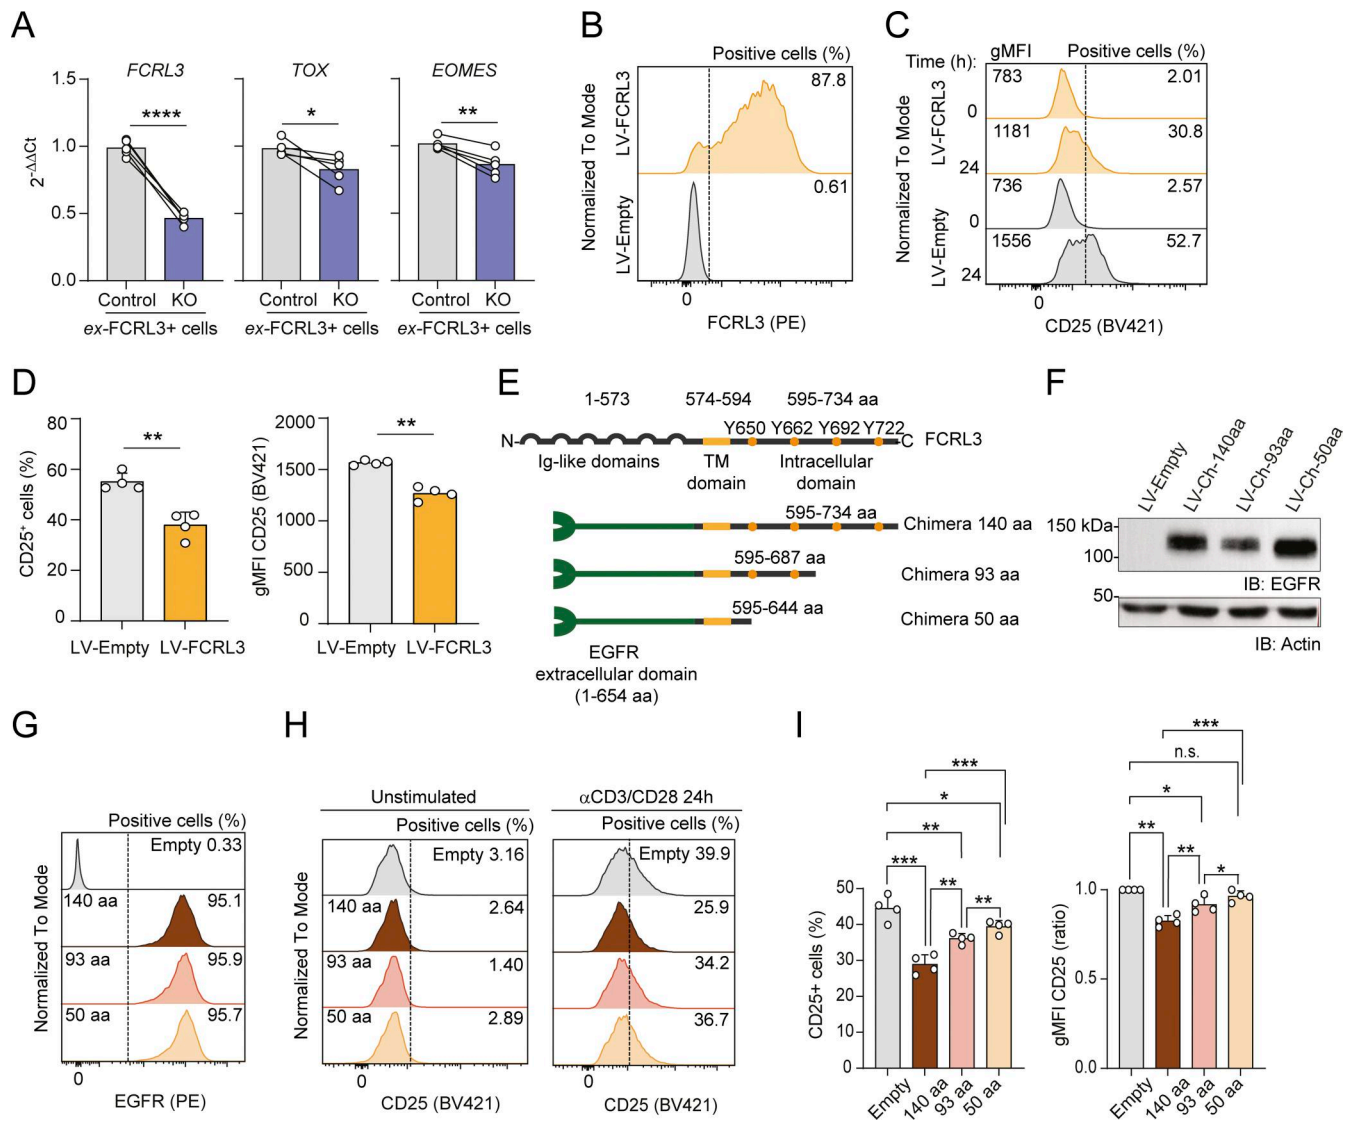 A
FCRL3
TOX
EOMES
2-ΔΔCt
1.5
1.0
0.5
0.0
****
*
**
Control KO
Control KO
Control KO
ex-FCRL3+ cells
ex-FCRL3+ cells
ex-FCRL3+ cells
B
Positive cells (%)
Normalized To Mode
LV-FCRL3
87.8
LV-Empty
0.61
0
FCRL3 (PE)
C
Time (h):
gMFI
Positive cells (%)
Normalized To Mode
LV-FCRL3
LV-Empty
0
783
2.01
24
1181
30.8
0
736
2.57
24
1556
52.7
0
CD25 (BV421)
D
CD25+ cells (%)
80
60
40
20
0
**
LV-Empty LV-FCRL3
gMFI CD25 (BV421)
2000
1500
1000
500
0
**
LV-Empty LV-FCRL3
E
1-573
574-594
595-734 aa
Y650 Y662 Y692 Y722
N-
-C
FCRL3
Ig-like domains
TM
domain
Intracellular
domain
595-734 aa
Chimera 140 aa
595-687 aa
Chimera 93 aa
595-644 aa
Chimera 50 aa
EGFR
extracellular domain
(1-654 aa)
F
LV-Empty
LV-Ch-140aa
LV-Ch-93aa
LV-Ch-50aa
150 kDa
100
IB: EGFR
50
IB: Actin
G
Positive cells (%)
Normalized To Mode
Empty 0.33
140 aa 95.1
93 aa 95.9
50 aa 95.7
0
EGFR (PE)
H
Unstimulated
Positive cells (%)
Normalized To Mode
Empty 3.16
140 aa 2.64
93 aa 1.40
50 aa 2.89
0
CD25 (BV421)
αCD3/CD28 24h
Positive cells (%)
Empty 39.9
25.9
34.2
36.7
0
CD25 (BV421)
I
***
*
**
***
**
**
CD25+ cells (%)
50
40
30
20
10
0
Empty
140 aa
93 aa
50 aa
***
n.s.
*
**
**
*
gMFI CD25 (ratio)
1.0
0.5
0.0
Empty
140 aa
93 aa
50 aa